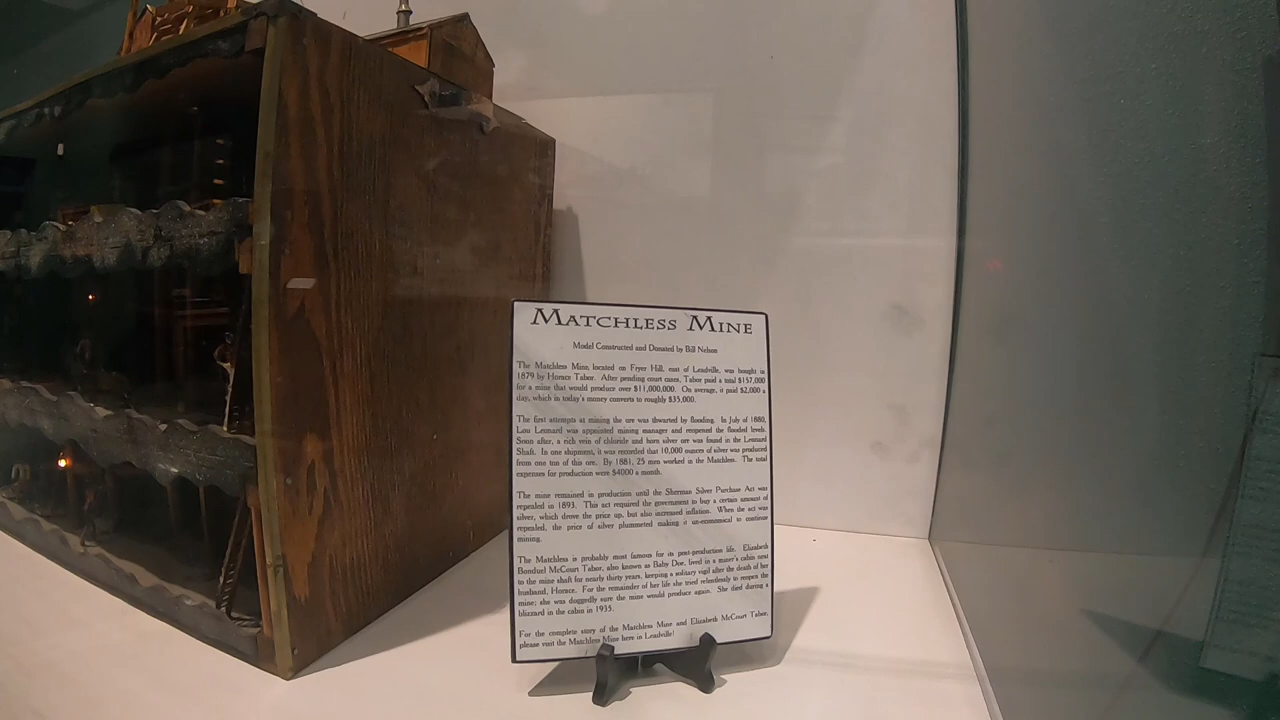 MATCHLESS MINE
Model Constructed and Donated by Bill Nelson
The Matchless Mine, located on Fryer Hill, east of Leadville, was bought in
1879 by Horace Tabor. After pending court cases, Tabor paid a total $157,000
for a mine that would produce over $11,000,000. On average, it paid $2,000 a
day, which in today's money converts to roughly $35,000.
The first attempts at mining the ore was thwarted by flooding. In July of 1880,
Lou Leonard was appointed mining manager and reopened the flooded levels.
Soon after, a rich vein of chloride and horn silver ore was found in the Leonard
Shaft. In one shipment, it was recorded that 10,000 ounces of silver was produced
from one ton of this ore. By 1881, 25 men worked in the Matchless. The total
expenses for production were $4000 a month.
The mine remained in production until the Sherman Silver Purchase Act was
repealed in 1893. This act required the government to buy a certain amount of
silver, which drove the price up, but also increased inflation. When the act was
repealed, the price of silver plummeted making it un-economical to continue
mining.
The Matchless is probably most famous for its post-production life. Elizabeth
Bonduel McCourt Tabor, also known as Baby Doe, lived in a miner's cabin next
to the mine shaft for nearly thirty years, keeping a solitary vigil after the death of her
husband, Horace. For the remainder of her life she tried relentlessly to reopen the
mine; she was doggedly sure the mine would produce again. She died during a
blizzard in the cabin in 1935.
For the complete story of the Matchless Mine and Elizabeth McCourt Tabor,
please visit the Matchless Mine here in Leadville!